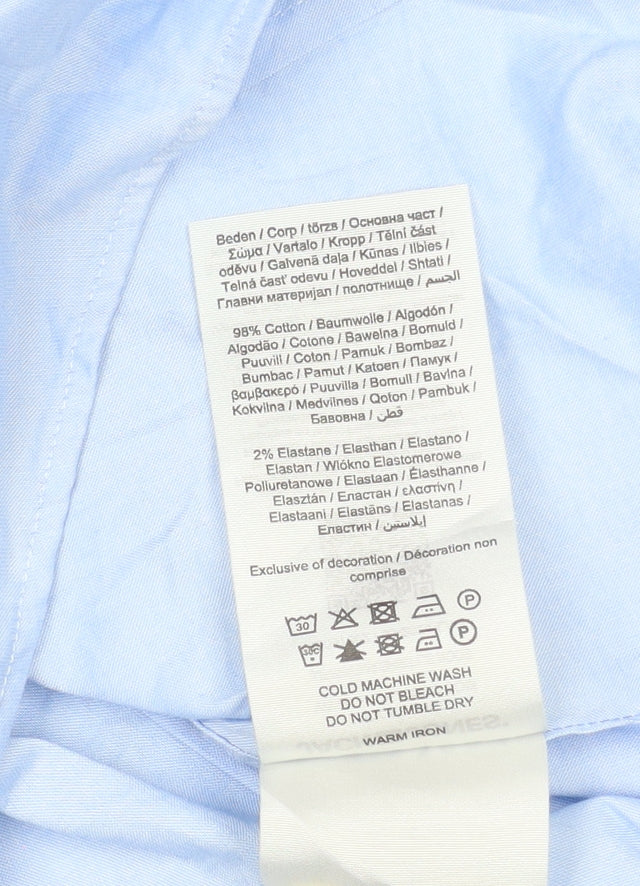 Beden / Corp / törzs / Основна част /
Σώμα / Vartalo / Kropp / Tělní část
oděvu / Galvenā daļa / Kūnas / Ilbies /
Telná časť odevu / Hoveddel / Shtati /
Главни материјал / полотнище / الجسم
98% Cotton / Baumwolle / Algodón /
Algodão / Cotone / Bawełna / Bomuld /
Puuvill / Coton / Pamuk / Bombaz /
Bumbac / Pamut / Katoen / Памук /
βαμβακερό / Puuvilla / Bomull / Bavlna /
Kokvilna / Medvilnės / Qoton / Pambuk /
Бавовна / قطن
2% Elastane / Elasthan / Elastano /
Elastan / Włókno Elastomerowe
Poliuretanowe / Elastaan / Élasthanne /
Elasztán / Еластан / ελαστίνη /
Elastaani / Elastāns / Elastanas /
Еластин / إيلاستين
Exclusive of decoration / Décoration non
comprise
30 P
30C P
COLD MACHINE WASH
DO NOT BLEACH
DO NOT TUMBLE DRY
WARM IRON